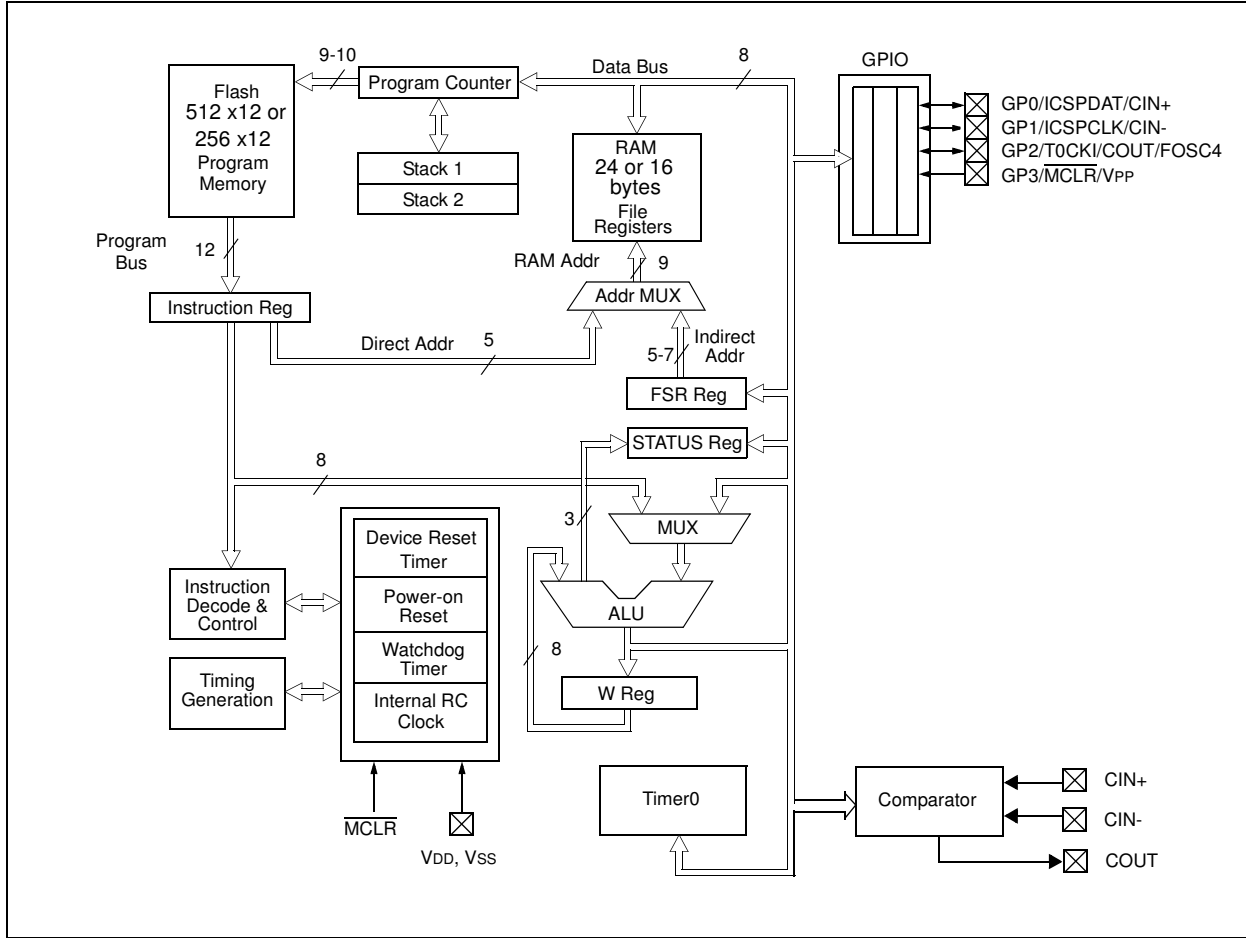 9-10
Program Counter
Data Bus
8
GPIO
Flash
512 x12 or
256 x12
Program
Memory
GP0/ICSPDAT/CIN+
GP1/ICSPCLK/CIN-
GP2/T0CKI/COUT/FOSC4
GP3/MCLR/VPP
Stack 1
Stack 2
RAM
24 or 16
bytes
File
Registers
Program
Bus
12
RAM Addr
9
Instruction Reg
Addr MUX
Direct Addr
5
Indirect
Addr
5-7
FSR Reg
STATUS Reg
8
3
MUX
Device Reset
Timer
Power-on
Reset
Watchdog
Timer
Internal RC
Clock
Instruction
Decode &
Control
Timing
Generation
ALU
8
W Reg
MCLR
VDD, VSS
Timer0
Comparator
CIN+
CIN-
COUT